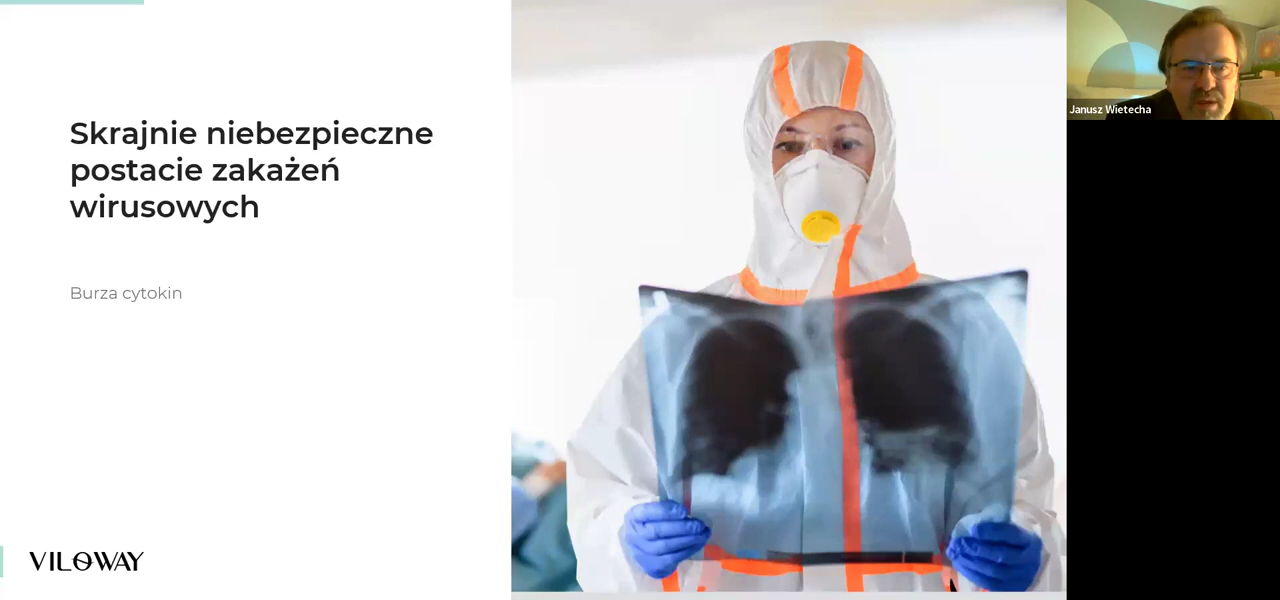 Skrajnie niebezpieczne
postacie zakażeń
wirusowych
Burza cytokin
VILOWAY
Janusz Wietecha